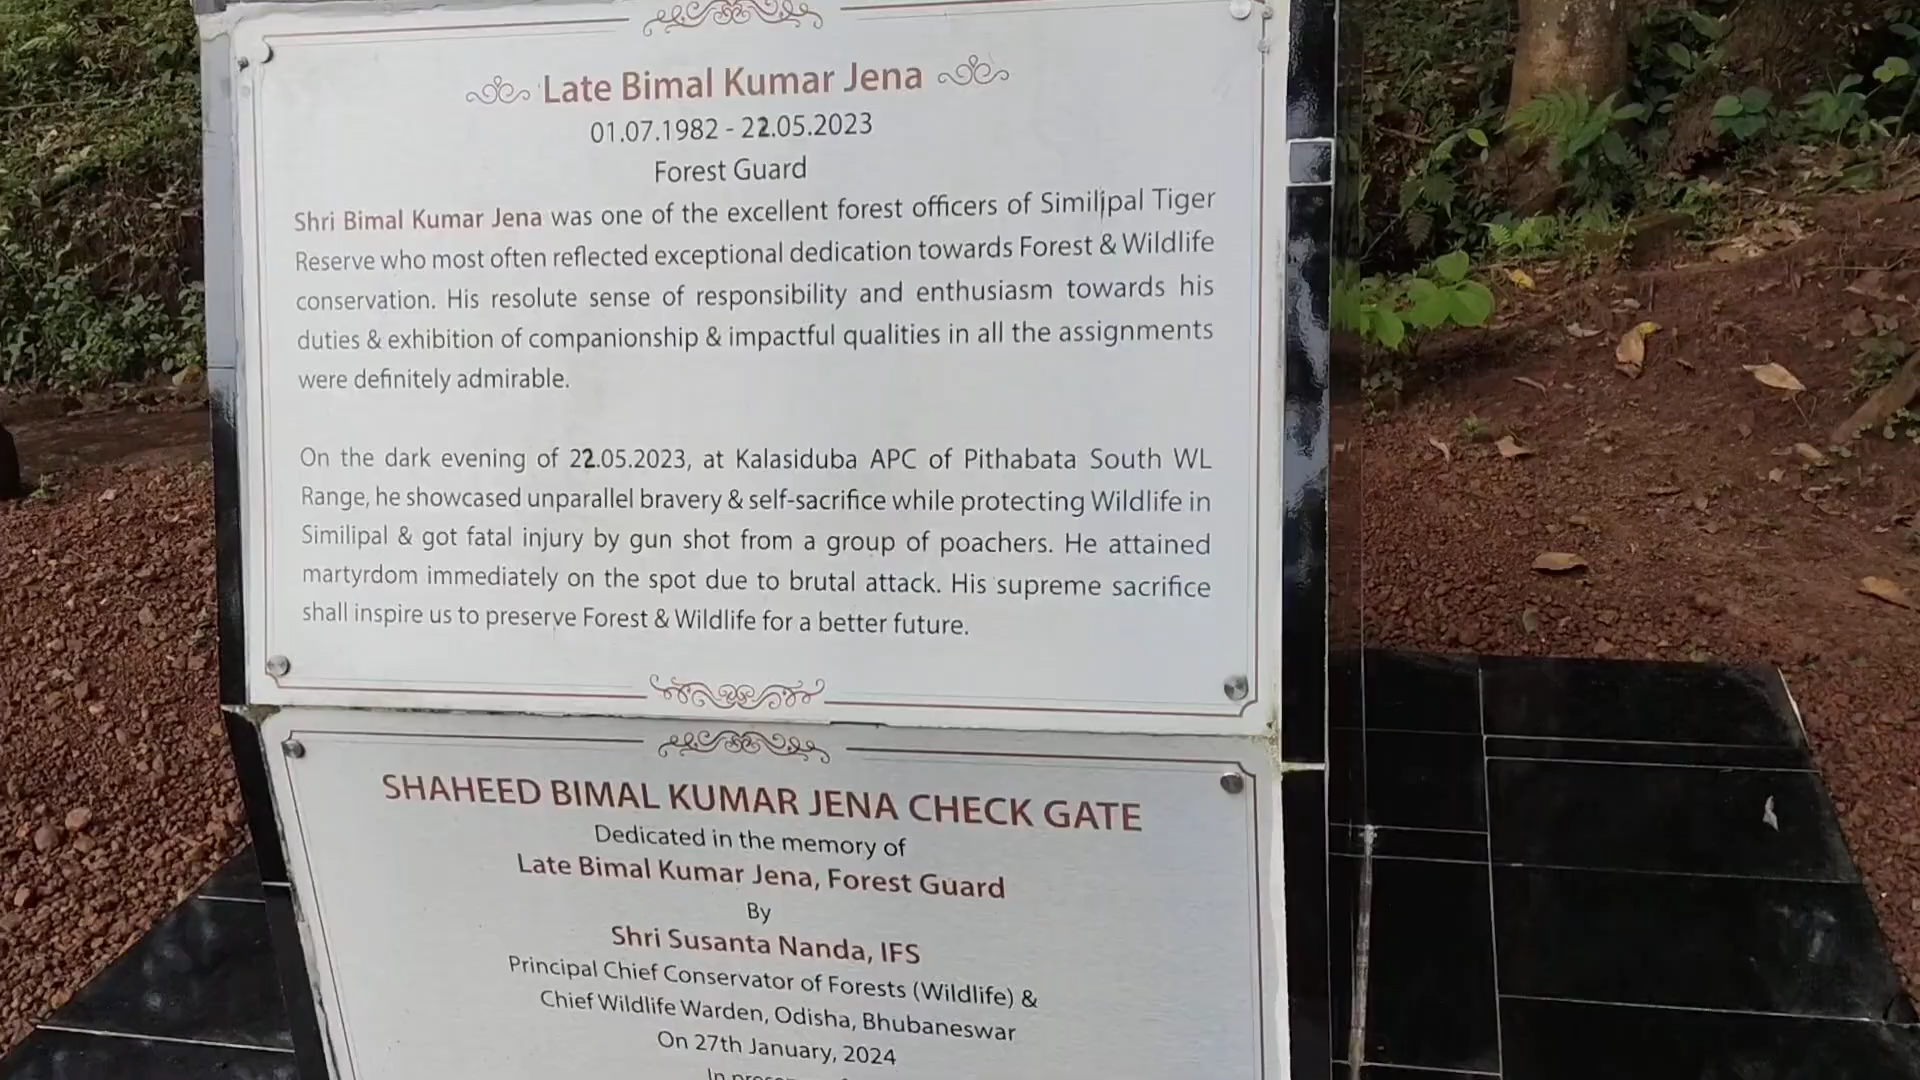 Late Bimal Kumar Jena
01.07.1982 - 22.05.2023
Forest Guard
Shri Bimal Kumar Jena was one of the excellent forest officers of Similipal Tiger
Reserve who most often reflected exceptional dedication towards Forest & Wildlife
conservation. His resolute sense of responsibility and enthusiasm towards his
duties & exhibition of companionship & impactful qualities in all the assignments
were definitely admirable.
On the dark evening of 22.05.2023, at Kalasiduba APC of Pithabata South WL
Range, he showcased unparallel bravery & self-sacrifice while protecting Wildlife in
Similipal & got fatal injury by gun shot from a group of poachers. He attained
martyrdom immediately on the spot due to brutal attack. His supreme sacrifice
shall inspire us to preserve Forest & Wildlife for a better future.
SHAHEED BIMAL KUMAR JENA CHECK GATE
Dedicated in the memory of
Late Bimal Kumar Jena, Forest Guard
By
Shri Susanta Nanda, IFS
Principal Chief Conservator of Forests (Wildlife) &
Chief Wildlife Warden, Odisha, Bhubaneswar
On 27th January, 2024
In